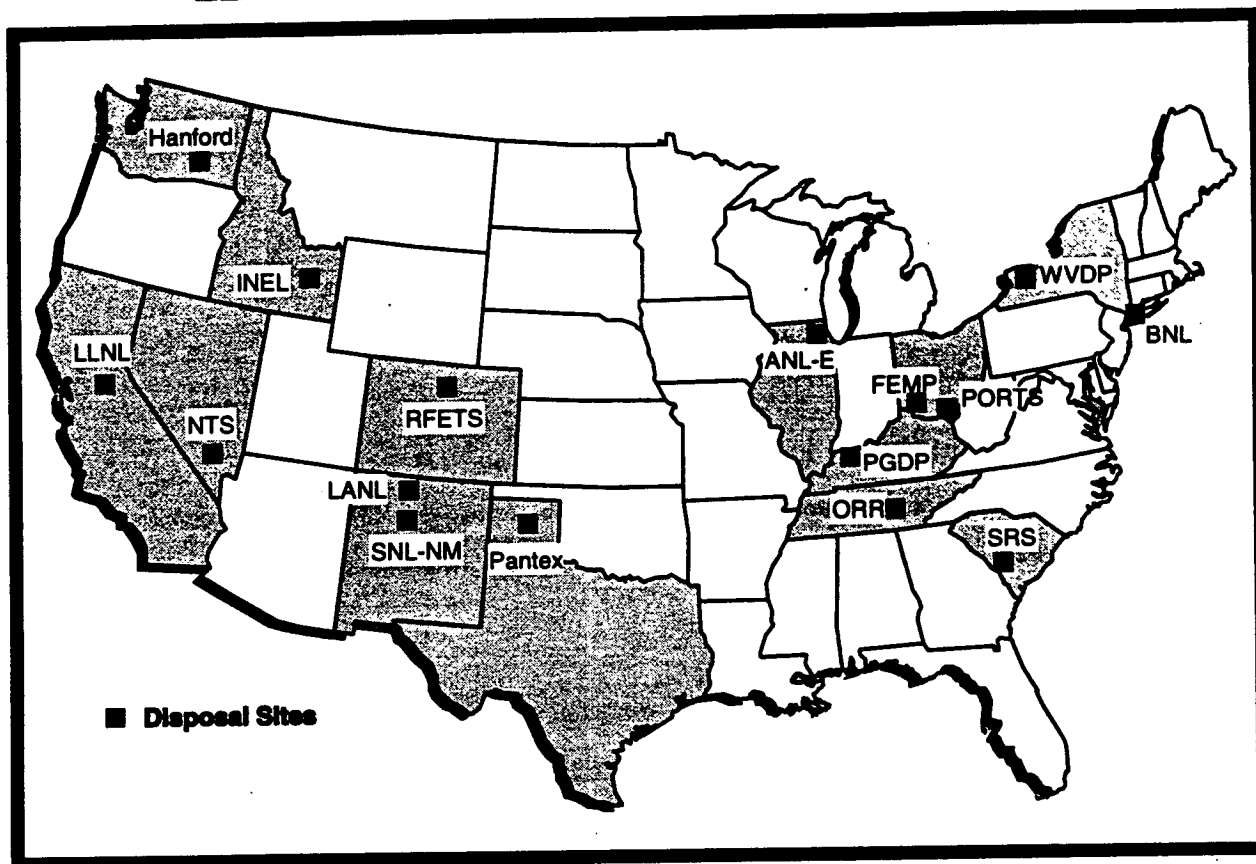 Hanford
INEL
WVDP
LLNL
ANL-E
BNL
NTS
RFETS
FEMP
PORTS
PGDP
LANL
ORR
SNL-NM
Pantex
SRS
Disposal Sites